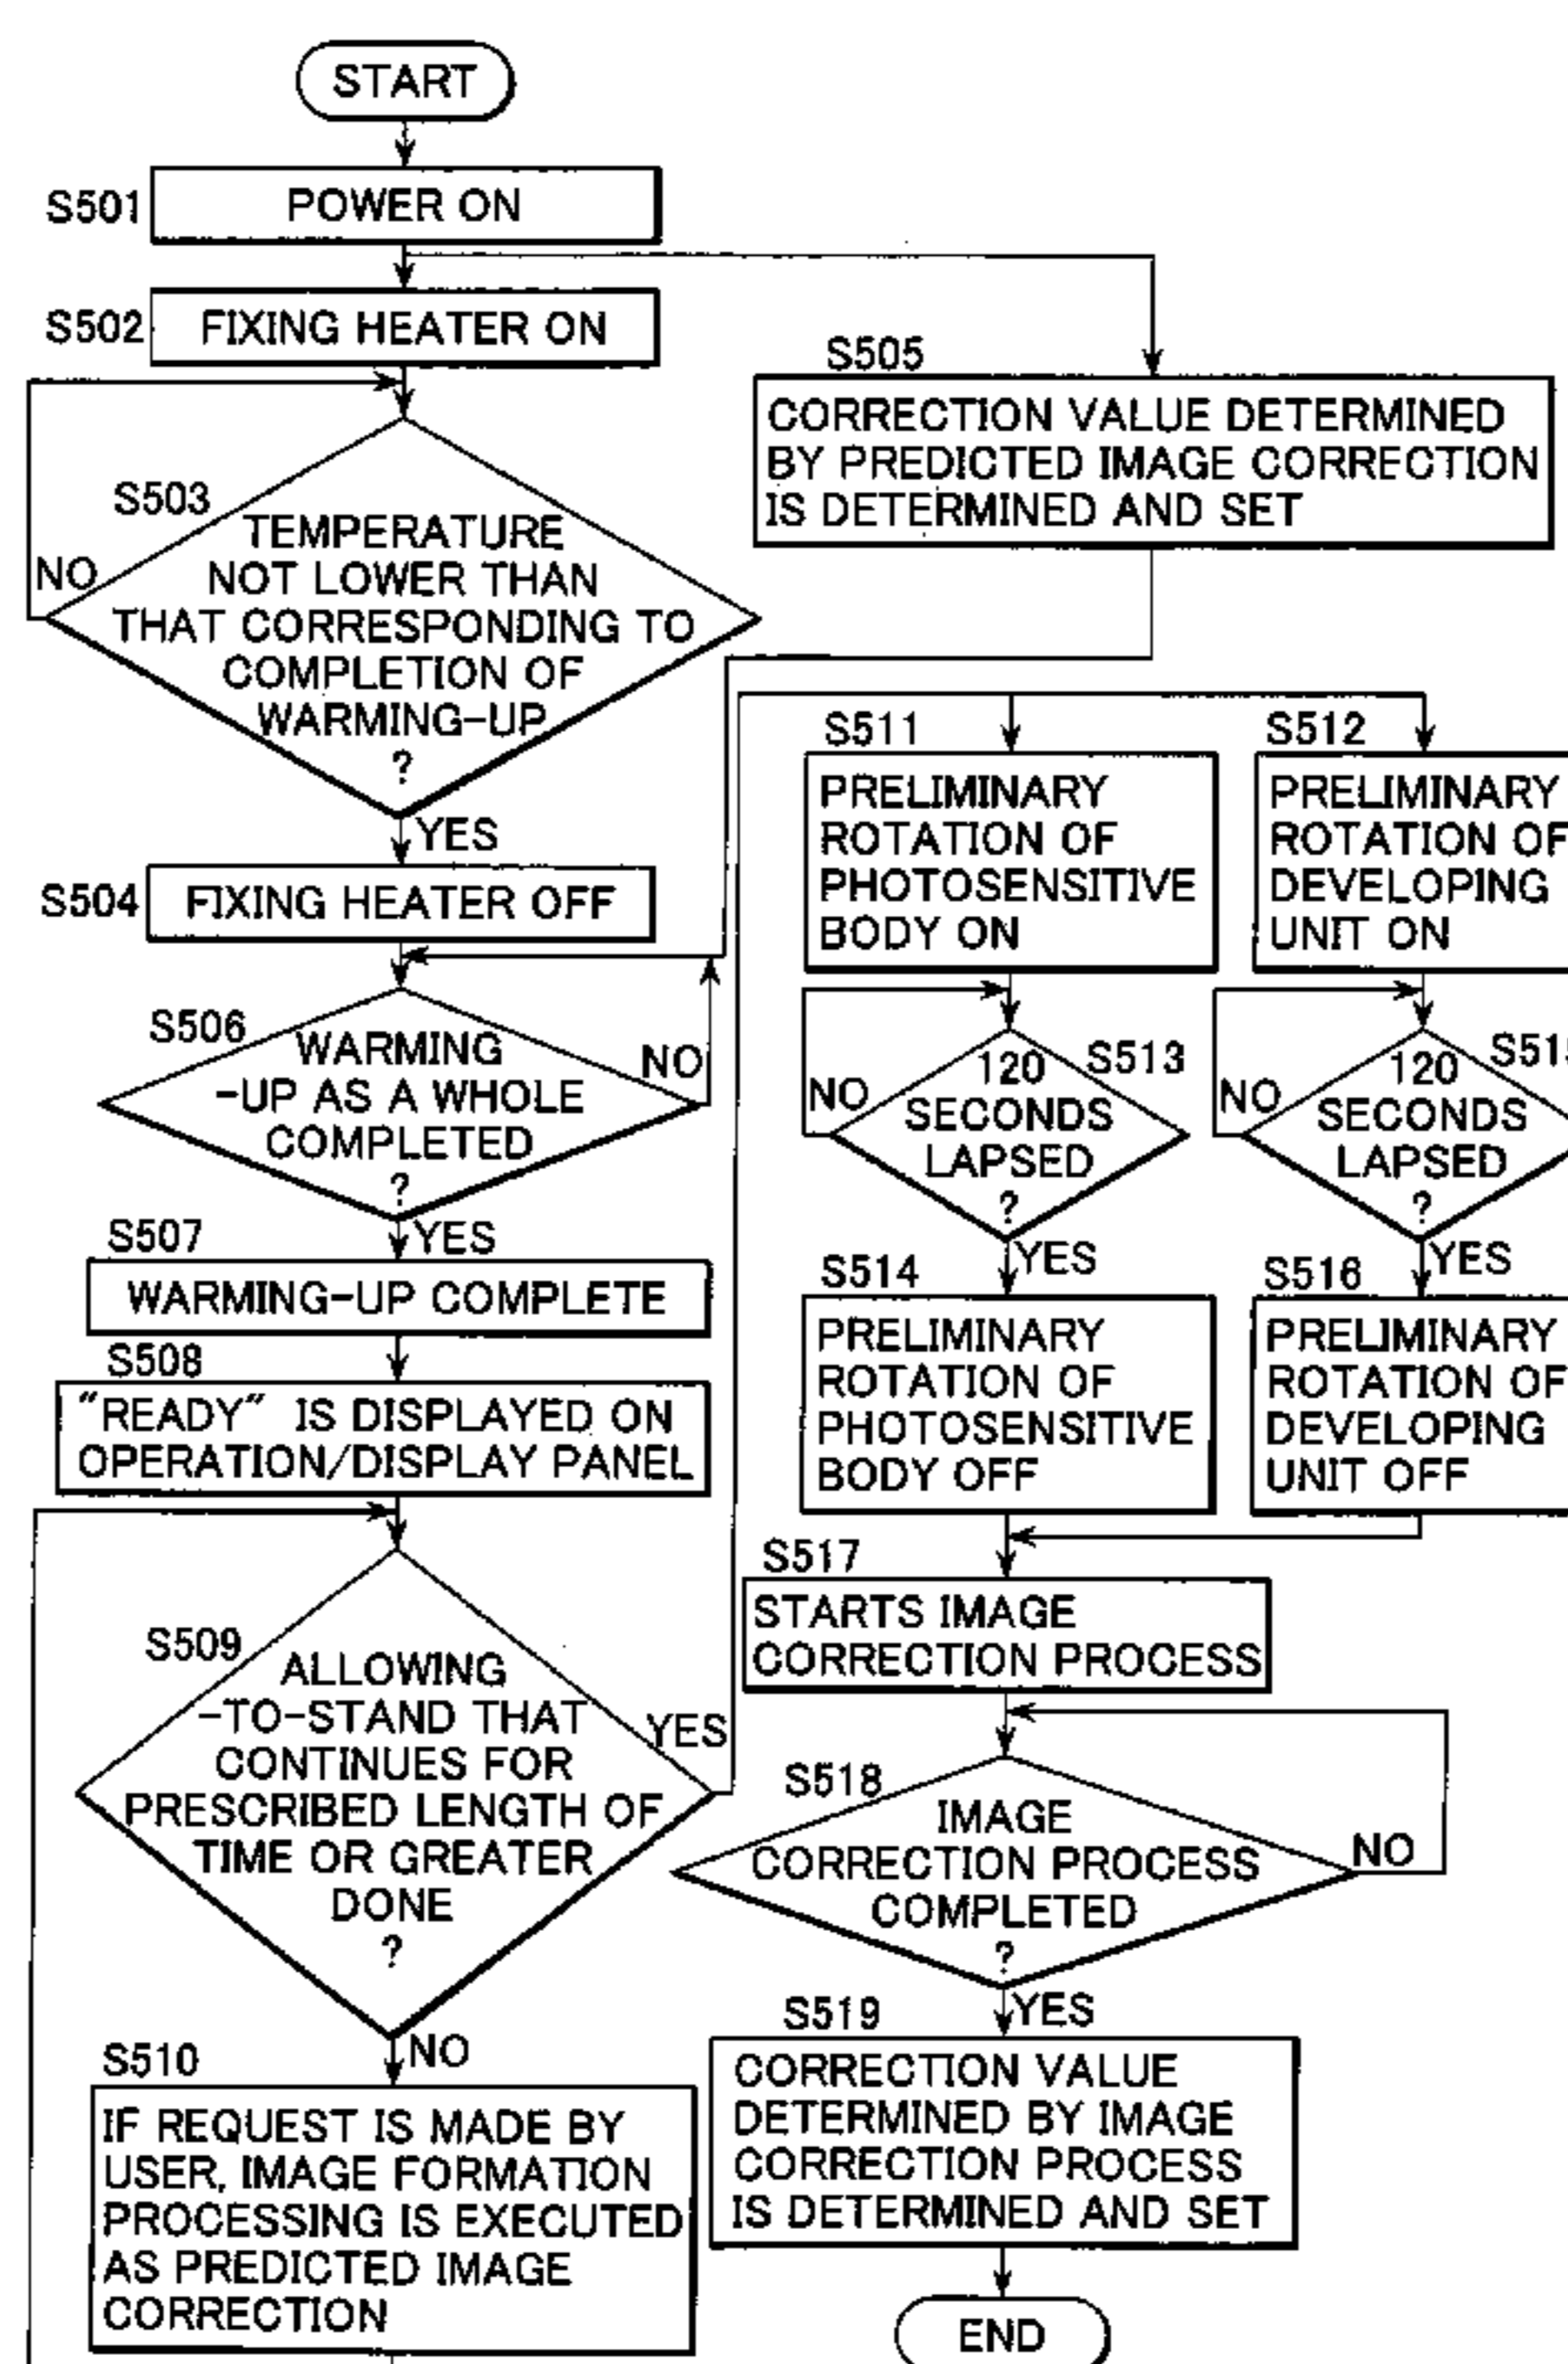 START
S501
POWER ON
S502
FIXING HEATER ON
S503
TEMPERATURE
NOT LOWER THAN
THAT CORRESPONDING TO
COMPLETION OF
WARMING-UP
?
NO
YES
S504
FIXING HEATER OFF
S505
CORRECTION VALUE DETERMINED
BY PREDICTED IMAGE CORRECTION
IS DETERMINED AND SET
S506
WARMING
-UP AS A WHOLE
COMPLETED
?
NO
YES
S507
WARMING-UP COMPLETE
S508
"READY" IS DISPLAYED ON
OPERATION/DISPLAY PANEL
S509
ALLOWING
-TO-STAND THAT
CONTINUES FOR
PRESCRIBED LENGTH OF
TIME OR GREATER
DONE
?
YES
NO
S510
IF REQUEST IS MADE BY
USER, IMAGE FORMATION
PROCESSING IS EXECUTED
AS PREDICTED IMAGE
CORRECTION
S511
PRELIMINARY
ROTATION OF
PHOTOSENSITIVE
BODY ON
S512
PRELIMINARY
ROTATION OF
DEVELOPING
UNIT ON
S513
120
SECONDS
LAPSED
?
NO
YES
S514
PRELIMINARY
ROTATION OF
PHOTOSENSITIVE
BODY OFF
120
SECONDS
LAPSED
?
NO
YES
S516
PRELIMINARY
ROTATION OF
DEVELOPING
UNIT OFF
S517
STARTS IMAGE
CORRECTION PROCESS
S518
IMAGE
CORRECTION PROCESS
COMPLETED
?
NO
YES
S519
CORRECTION VALUE
DETERMINED BY IMAGE
CORRECTION PROCESS
IS DETERMINED AND SET
END